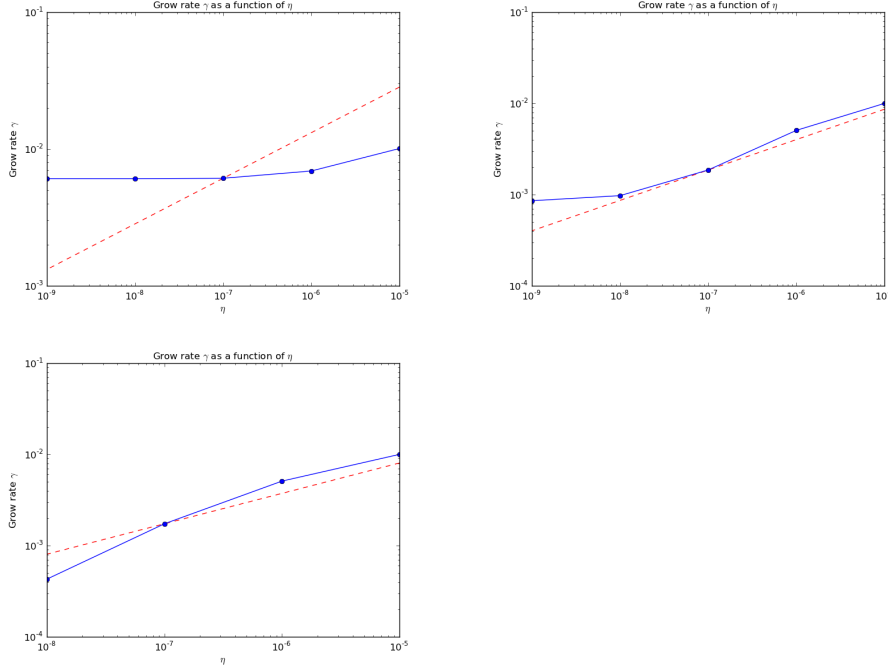 Grow rate γ as a function of η
Grow rate γ as a function of η
10⁻¹
10⁻²
10⁻³
Grow rate γ
10⁻⁹
10⁻⁸
10⁻⁷
10⁻⁶
10⁻⁵
η
10⁻¹
10⁻²
10⁻³
10⁻⁴
Grow rate γ
10⁻⁹
10⁻⁸
10⁻⁷
10⁻⁶
10
η
Grow rate γ as a function of η
10⁻¹
10⁻²
10⁻³
10⁻⁴
Grow rate γ
10⁻⁸
10⁻⁷
10⁻⁶
10⁻⁵
η